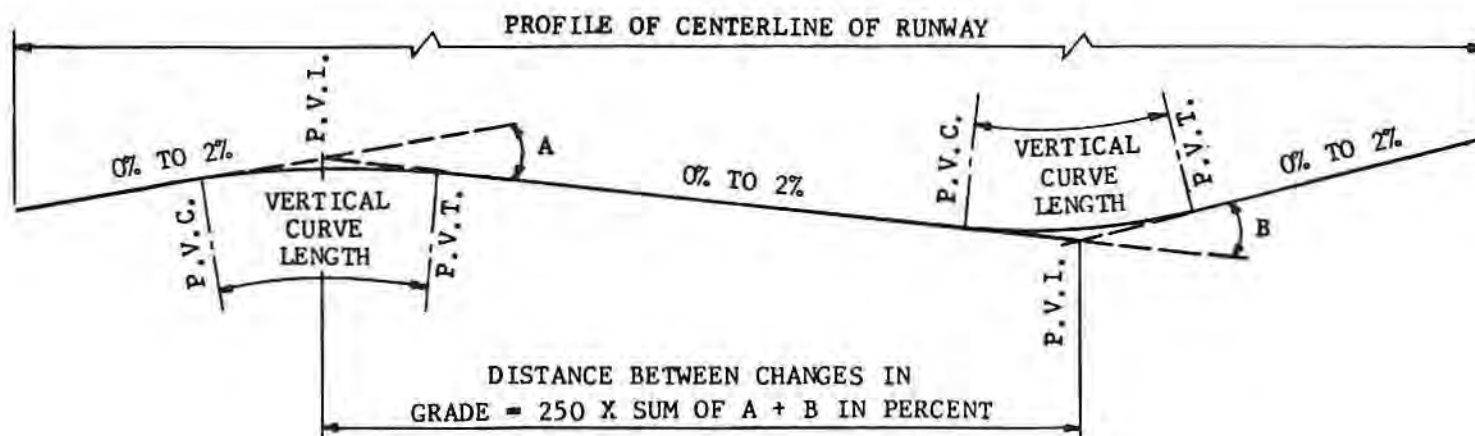 PROFILE OF CENTERLINE OF RUNWAY
P.V.I.
A
0% TO 2%
P.V.C.
VERTICAL
CURVE
LENGTH
P.V.T.
0% TO 2%
P.V.C.
VERTICAL
CURVE
LENGTH
P.V.T.
0% TO 2%
B
P.V.I.
DISTANCE BETWEEN CHANGES IN
GRADE = 250 X SUM OF A + B IN PERCENT